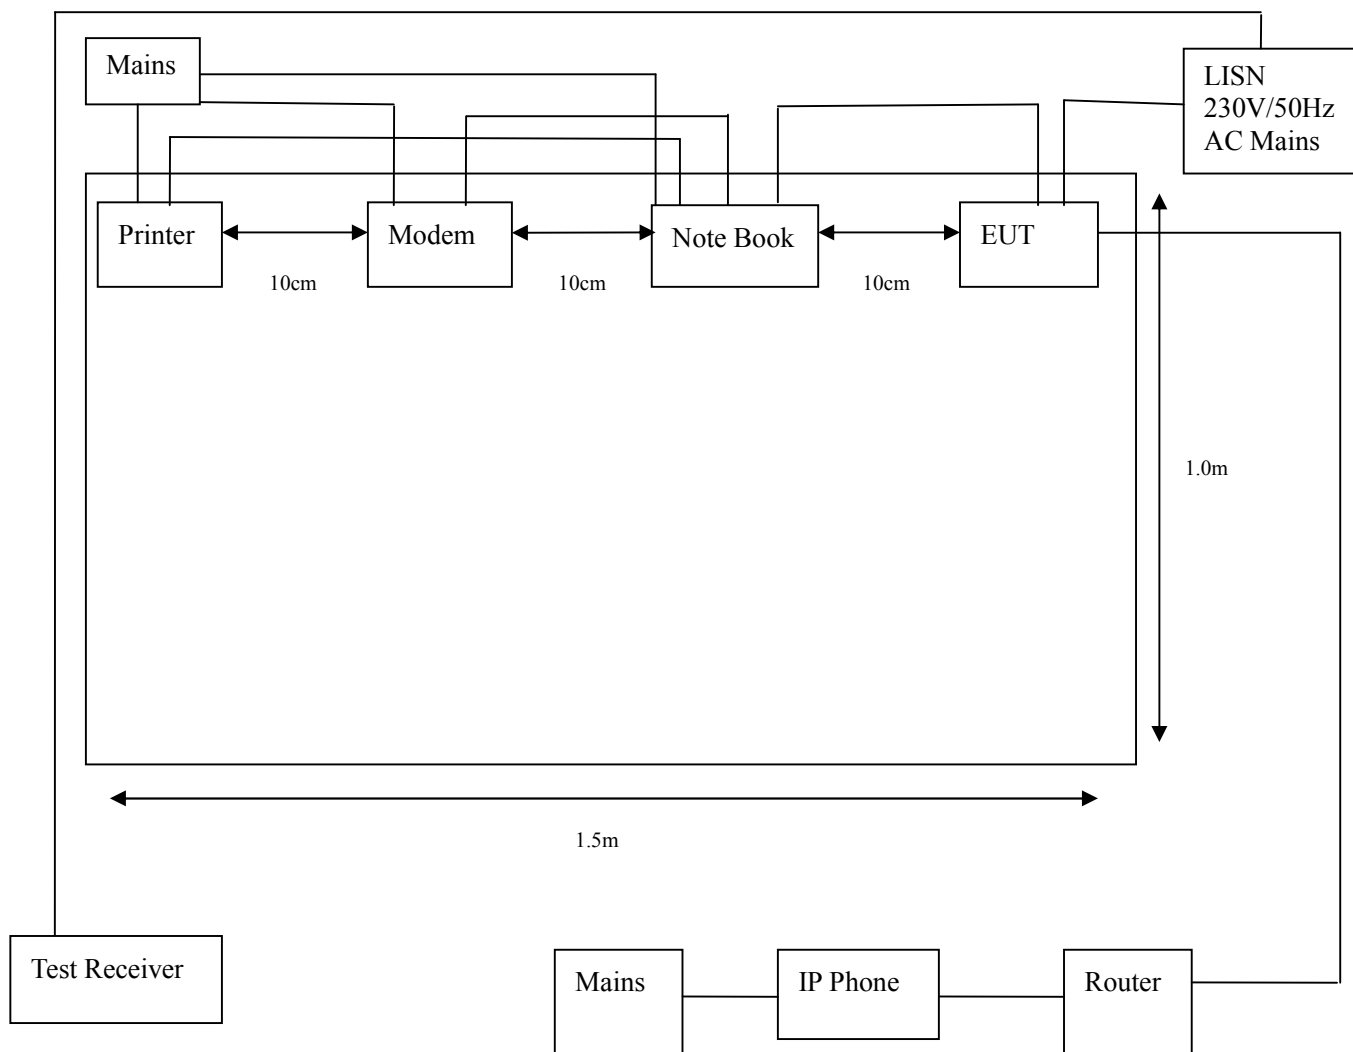 Mains
LISN
230V/50Hz
AC Mains
Printer
Modem
Note Book
EUT
10cm
10cm
10cm
1.0m
1.5m
Test Receiver
Mains
IP Phone
Router